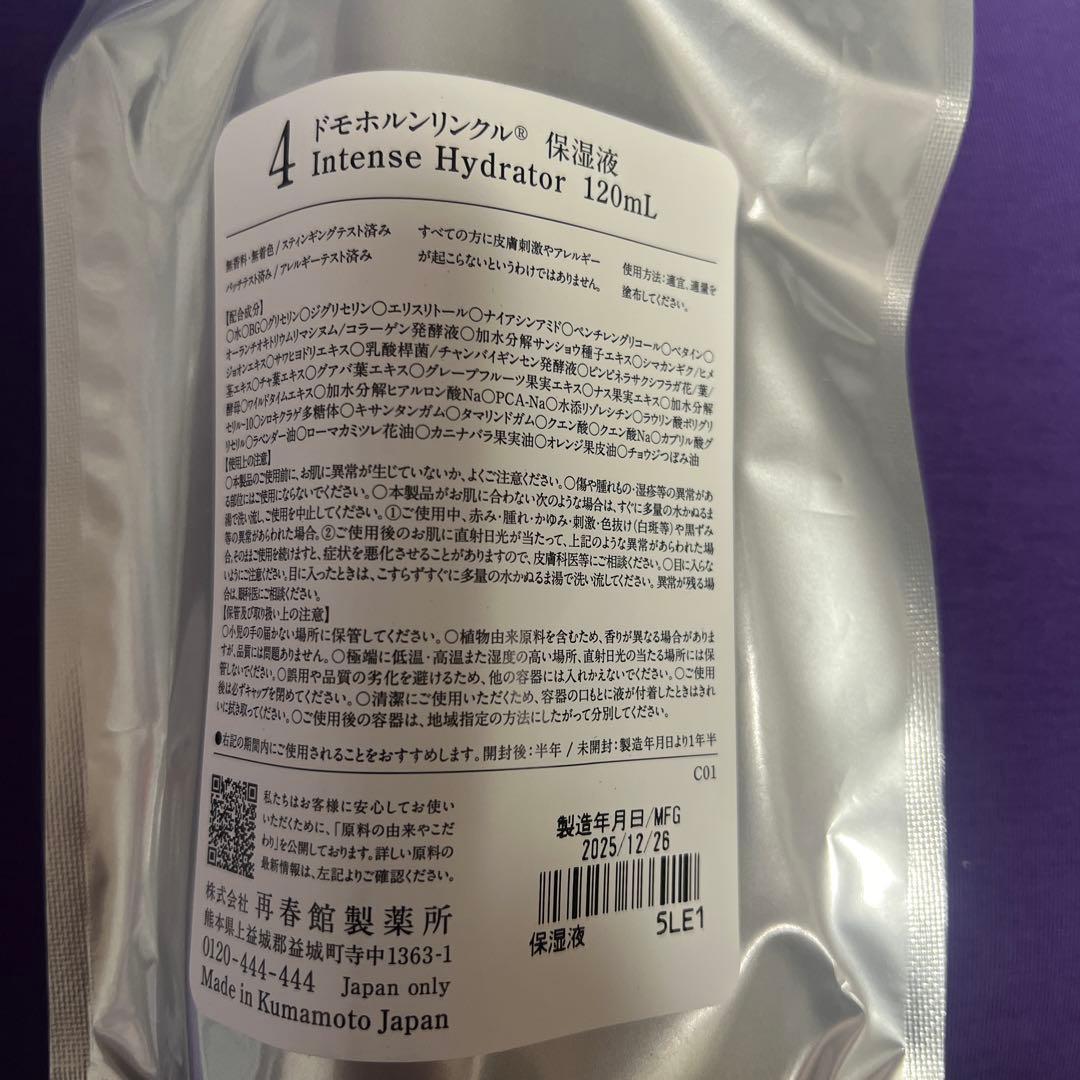 4 ドモホルンリンクル® 保湿液
Intense Hydrator 120mL
無香料・無着色/スティンギングテスト済み
パッチテスト済み/アレルギーテスト済み
すべての方に皮膚刺激やアレルギー
が起こらないというわけではありません。
使用方法：適宜、適量を
塗布してください。
【配合成分】
○水○BG○グリセリン○ジグリセリン○エリスリトール○ナイアシンアミド○ペンチレングリコール○ベタイン○
オーランチオキトリウムリマシヌム/コラーゲン発酵液○加水分解サンショウ種子エキス○シマカンギク/ヒメ
ジョオンエキス○サワヒヨドリエキス○乳酸桿菌/チャンバイギンセン発酵液○ピンピネラサクシフラガ花/葉/
茎エキス○チャ葉エキス○グアバ葉エキス○グレープフルーツ果実エキス○ナス果実エキス○加水分解
酵母○ワイルドタイムエキス○加水分解ヒアルロン酸Na○PCA-Na○水添リゾレシチン○ラウリン酸ポリグリ
セリル-10○シロキクラゲ多糖体○キサンタンガム○タマリンドガム○クエン酸○クエン酸Na○カプリル酸グ
リセリル○ラベンダー油○ローマカミツレ花油○カニナバラ果実油○オレンジ果皮油○チョウジつぼみ油
【使用上の注意】
○本製品のご使用前に、お肌に異常が生じていないか、よくご注意ください。○傷や腫れもの・湿疹等の異常があ
る部位にはご使用にならないでください。○本製品がお肌に合わない次のような場合は、すぐに多量の水かぬるま
湯で洗い流し、ご使用を中止してください。①ご使用中、赤み・腫れ・かゆみ・刺激・色抜け(白斑等)や黒ずみ
等の異常があらわれた場合。②ご使用後のお肌に直射日光が当たって、上記のような異常があらわれた場
合。そのままご使用を続けますと、症状を悪化させることがありますので、皮膚科医等にご相談ください。○目に入らな
いようにご注意ください。目に入ったときは、こすらずすぐに多量の水かぬるま湯で洗い流してください。異常が残る場
合は、眼科医にご相談ください。
【保管及び取り扱い上の注意】
○小児の手の届かない場所に保管してください。○植物由来原料を含むため、香りが異なる場合がありま
すが、品質には問題ありません。○極端に低温・高温また湿度の高い場所、直射日光の当たる場所には保
管しないでください。○誤用や品質の劣化を避けるため、他の容器には入れかえないでください。○ご使用
後は必ずキャップを閉めてください。○清潔にご使用いただくため、容器の口もとに液が付着したときはきれ
いに拭き取ってください。○ご使用後の容器は、地域指定の方法にしたがって分別してください。
●右記の期間内にご使用されることをおすすめします。開封後：半年 / 未開封：製造年月日より1年半
C01
私たちはお客様に安心してお使い
いただくために、「原料の由来やこだ
わり」を公開しております。詳しい原料の
最新情報は、左記よりご確認ください。
株式会社 再春館製薬所
熊本県上益城郡益城町寺中1363-1
0120-444-444 Japan only
Made in Kumamoto Japan
製造年月日/MFG
2025/12/26
5LE1
保湿液